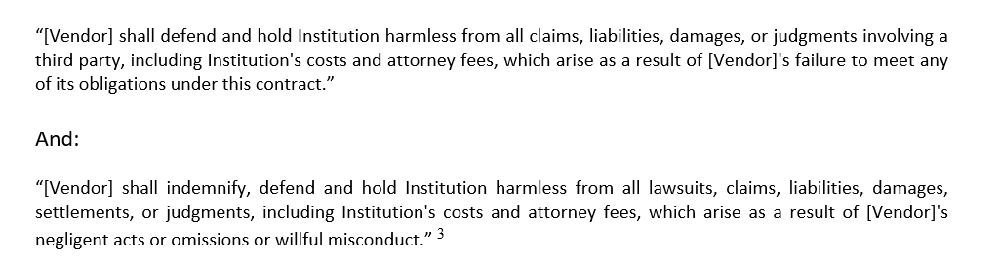 “[Vendor] shall defend and hold Institution harmless from all claims, liabilities, damages, or judgments involving a
third party, including Institution's costs and attorney fees, which arise as a result of [Vendor]'s failure to meet any
of its obligations under this contract.”
And:
“[Vendor] shall indemnify, defend and hold Institution harmless from all lawsuits, claims, liabilities, damages,
settlements, or judgments, including Institution's costs and attorney fees, which arise as a result of [Vendor]'s
negligent acts or omissions or willful misconduct.” 3